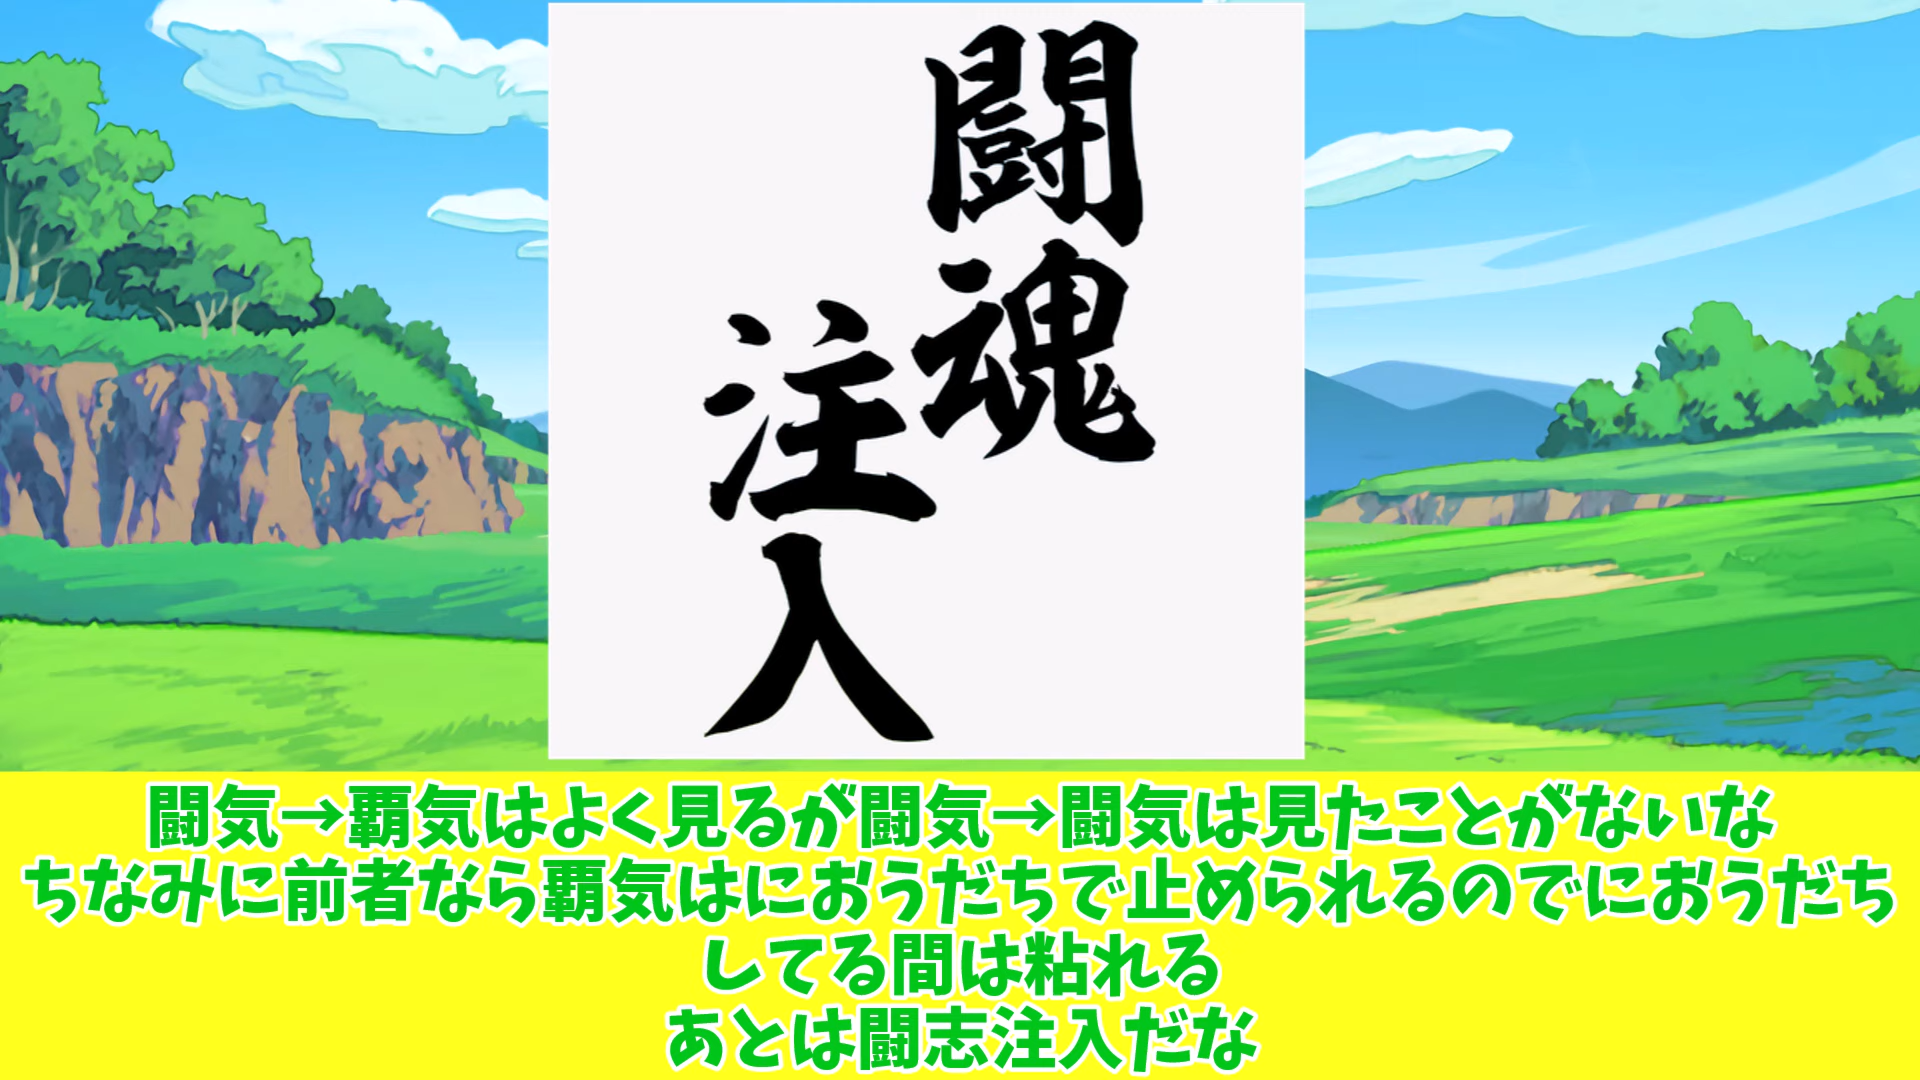 闘魂
注入
闘気→覇気はよく見るが闘気→闘気は見たことがないな
ちなみに前者なら覇気はにおうだちで止められるのでにおうだち
してる間は粘れる
あとは闘志注入だな